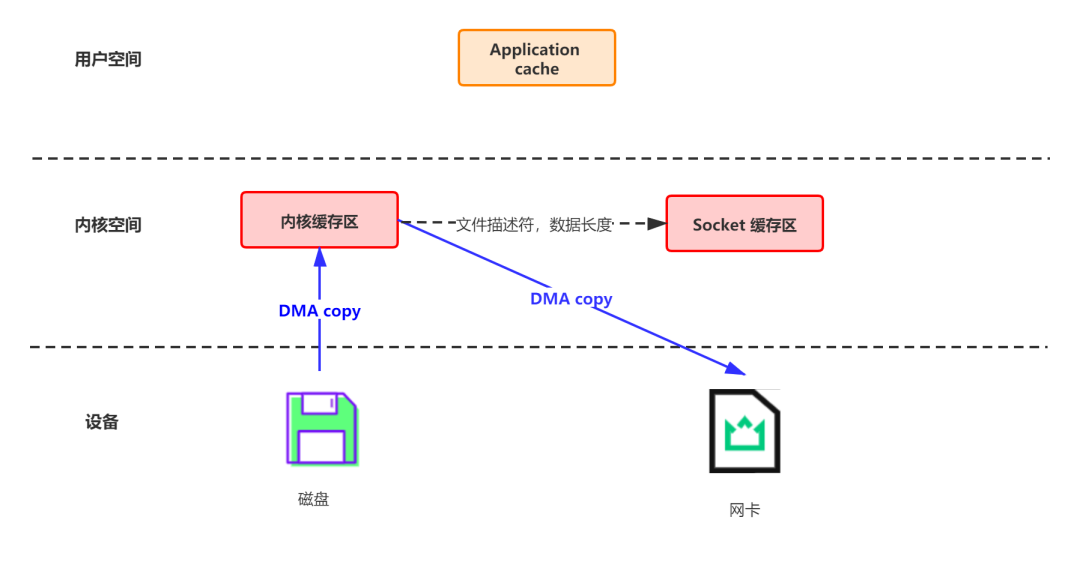 用户空间
Application
cache
内核空间
内核缓存区
文件描述符，数据长度
Socket 缓存区
DMA copy
DMA copy
设备
磁盘
网卡